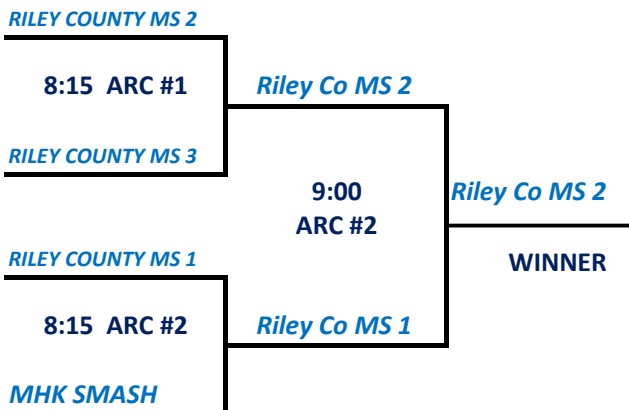 RILEY COUNTY MS 2
8:15 ARC #1
Riley Co MS 2
RILEY COUNTY MS 3
9:00
ARC #2
Riley Co MS 2
WINNER
RILEY COUNTY MS 1
8:15 ARC #2
Riley Co MS 1
MHK SMASH